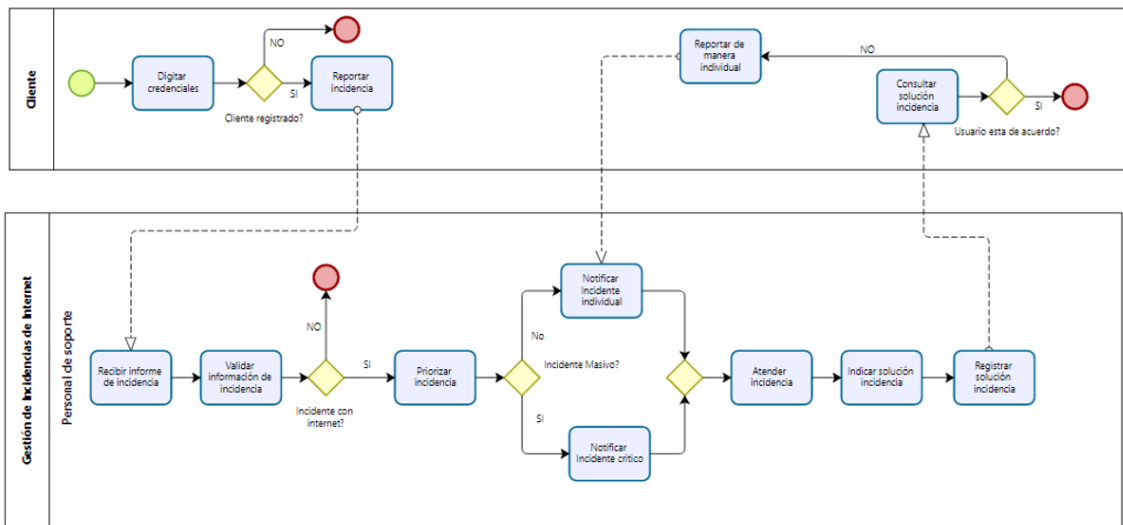 Cliente
Digitar
credenciales
NO
SI
Cliente registrado?
Reportar
incidencia
Reportar de
manera
individual
NO
Consultar
solución
incidencia
SI
Usuario esta de acuerdo?
Gestión de Incidencias de Internet
Personal de soporte
Recibir informe
de incidencia
Validar
información de
incidencia
NO
SI
Incidente con
internet?
Priorizar
incidencia
No
Incidente Masivo?
SI
Notificar
Incidente
individual
Notificar
Incidente critico
Atender
incidencia
Indicar solución
incidencia
Registrar
solución
incidencia